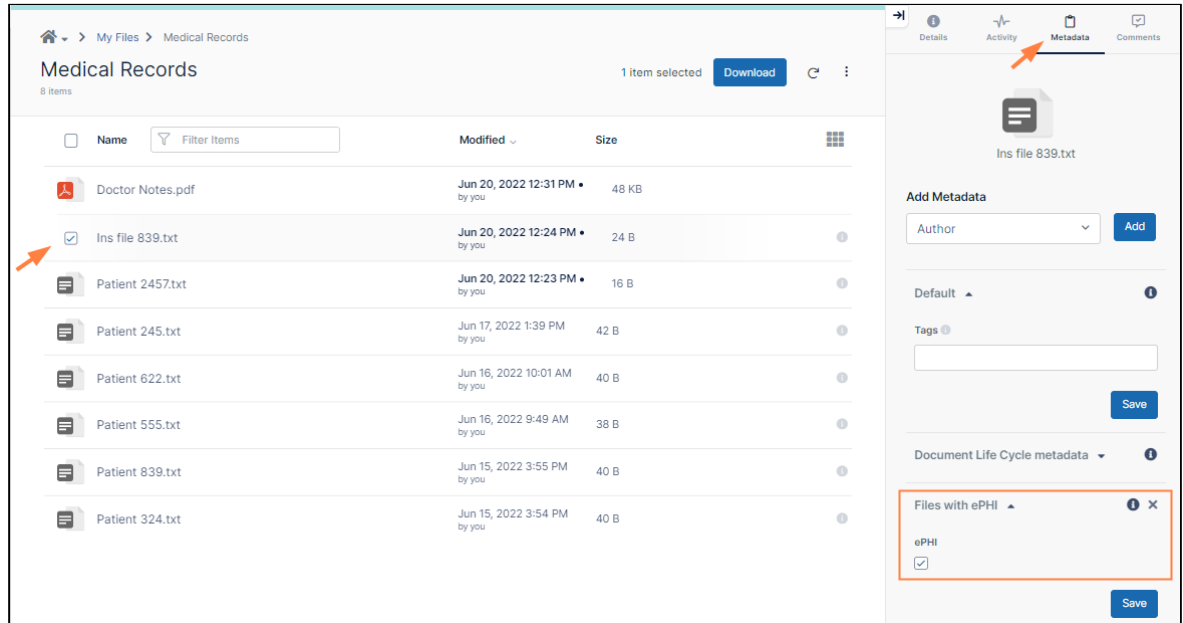 My Files > Medical Records
Medical Records
8 items
1 item selected
Download
Name
Filter Items
Modified
Size
Doctor Notes.pdf
Jun 20, 2022 12:31 PM •
by you
48 KB
Ins file 839.txt
Jun 20, 2022 12:24 PM •
by you
24 B
Patient 2457.txt
Jun 20, 2022 12:23 PM •
by you
16 B
Patient 245.txt
Jun 17, 2022 1:39 PM
by you
42 B
Patient 622.txt
Jun 16, 2022 10:01 AM
by you
40 B
Patient 555.txt
Jun 16, 2022 9:49 AM
by you
38 B
Patient 839.txt
Jun 15, 2022 3:55 PM
by you
40 B
Patient 324.txt
Jun 15, 2022 3:54 PM
by you
40 B
Details
Activity
Metadata
Comments
Ins file 839.txt
Add Metadata
Author
Add
Default
Tags
Save
Document Life Cycle metadata
Files with ePHI
ePHI
Save